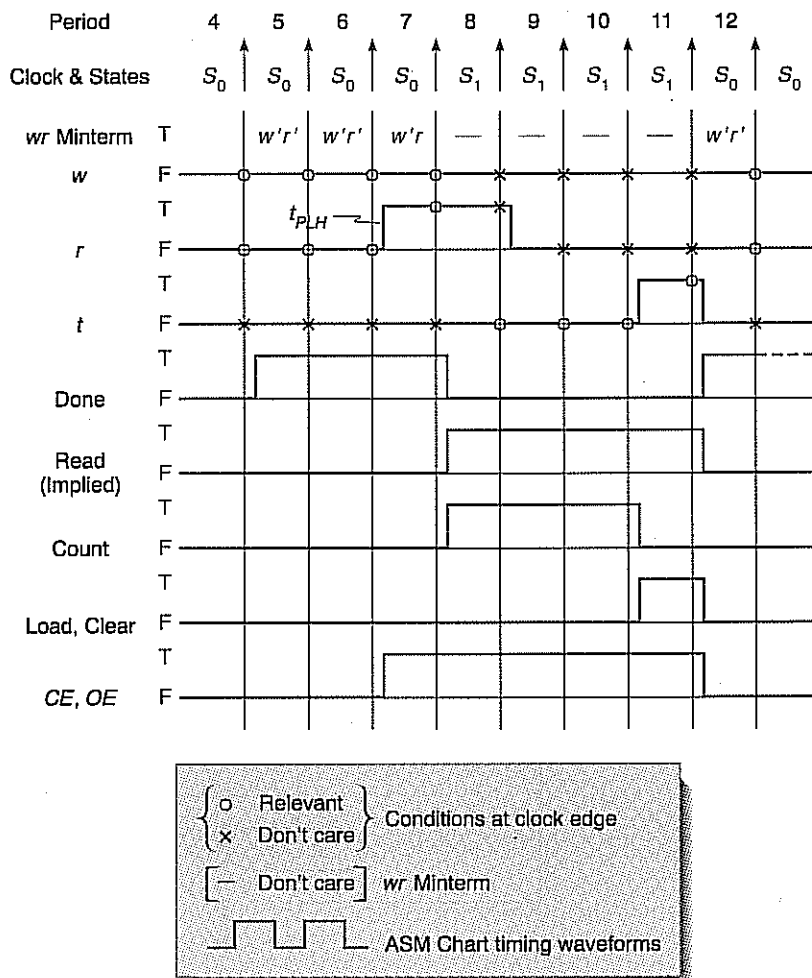 Period 4 5 6 7 8 9 10 11 12
Clock & States S0 S0 S0 S0 S1 S1 S1 S1 S0 S0
wr Minterm T w'r' w'r' w'r — — — — w'r'
w F
T
tPLH
r F
T
t F
T
Done F
T
Read F
(Implied)
T
Count F
T
Load, Clear F
T
CE, OE F
Relevant
Don't care
Conditions at clock edge
[— Don't care] wr Minterm
ASM Chart timing waveforms